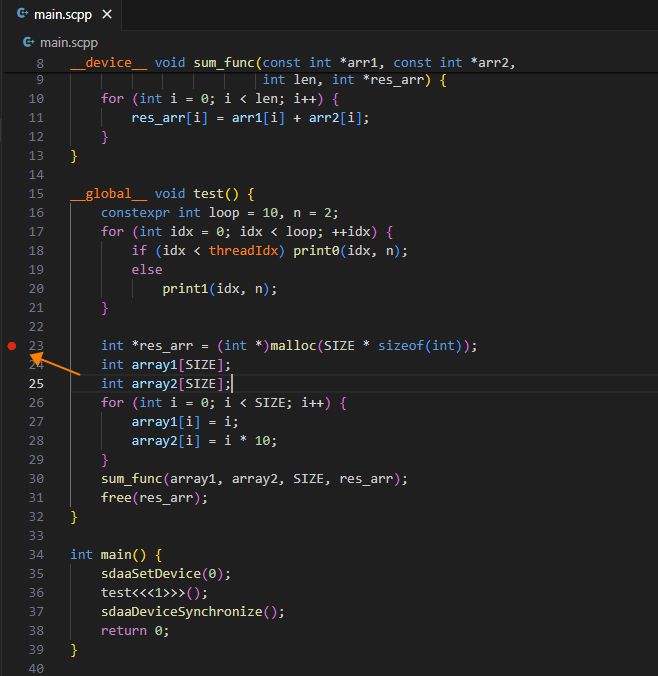 main.scpp ×
main.scpp
8 __device__ void sum_func(const int *arr1, const int *arr2,
9 int len, int *res_arr) {
10 for (int i = 0; i < len; i++) {
11 res_arr[i] = arr1[i] + arr2[i];
12 }
13 }
14
15 __global__ void test() {
16 constexpr int loop = 10, n = 2;
17 for (int idx = 0; idx < loop; ++idx) {
18 if (idx < threadIdx) print0(idx, n);
19 else
20 print1(idx, n);
21 }
22
23 int *res_arr = (int *)malloc(SIZE * sizeof(int));
24 int array1[SIZE];
25 int array2[SIZE];
26 for (int i = 0; i < SIZE; i++) {
27 array1[i] = i;
28 array2[i] = i * 10;
29 }
30 sum_func(array1, array2, SIZE, res_arr);
31 free(res_arr);
32 }
33
34 int main() {
35 sdaaSetDevice(0);
36 test<<<1>>>();
37 sdaaDeviceSynchronize();
38 return 0;
39 }
40